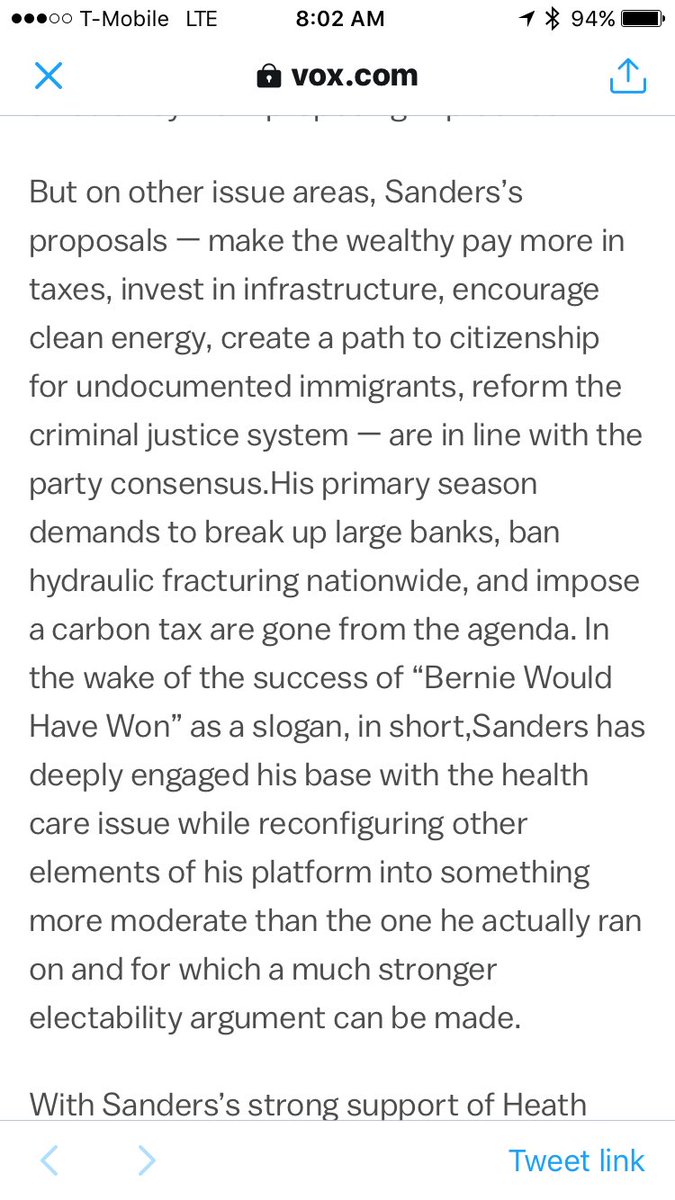 T-Mobile LTE 8:02 AM 94%
vox.com
But on other issue areas, Sanders’s
proposals — make the wealthy pay more in
taxes, invest in infrastructure, encourage
clean energy, create a path to citizenship
for undocumented immigrants, reform the
criminal justice system — are in line with the
party consensus.His primary season
demands to break up large banks, ban
hydraulic fracturing nationwide, and impose
a carbon tax are gone from the agenda. In
the wake of the success of “Bernie Would
Have Won” as a slogan, in short,Sanders has
deeply engaged his base with the health
care issue while reconfiguring other
elements of his platform into something
more moderate than the one he actually ran
on and for which a much stronger
electability argument can be made.
With Sanders’s strong support of Heath
Tweet link